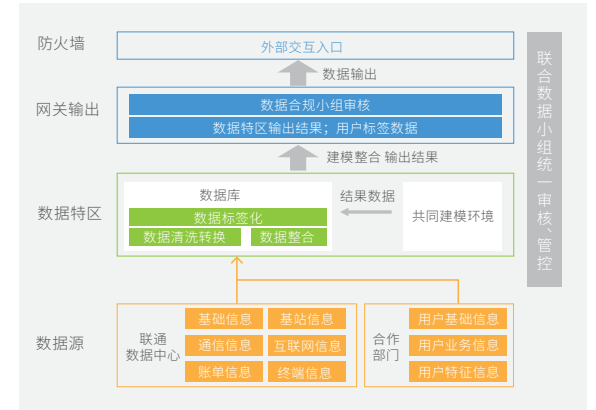 防火墙
外部交互入口
数据输出
网关输出
数据合规小组审核
数据特区输出结果；用户标签数据
建模整合 输出结果
数据特区
数据库
数据标签化
数据清洗转换
数据整合
结果数据
共同建模环境
数据源
联通
数据中心
基础信息
基站信息
通信信息
互联网信息
账单信息
终端信息
合作
部门
用户基础信息
用户业务信息
用户特征信息
联合数据小组统一审核、管控